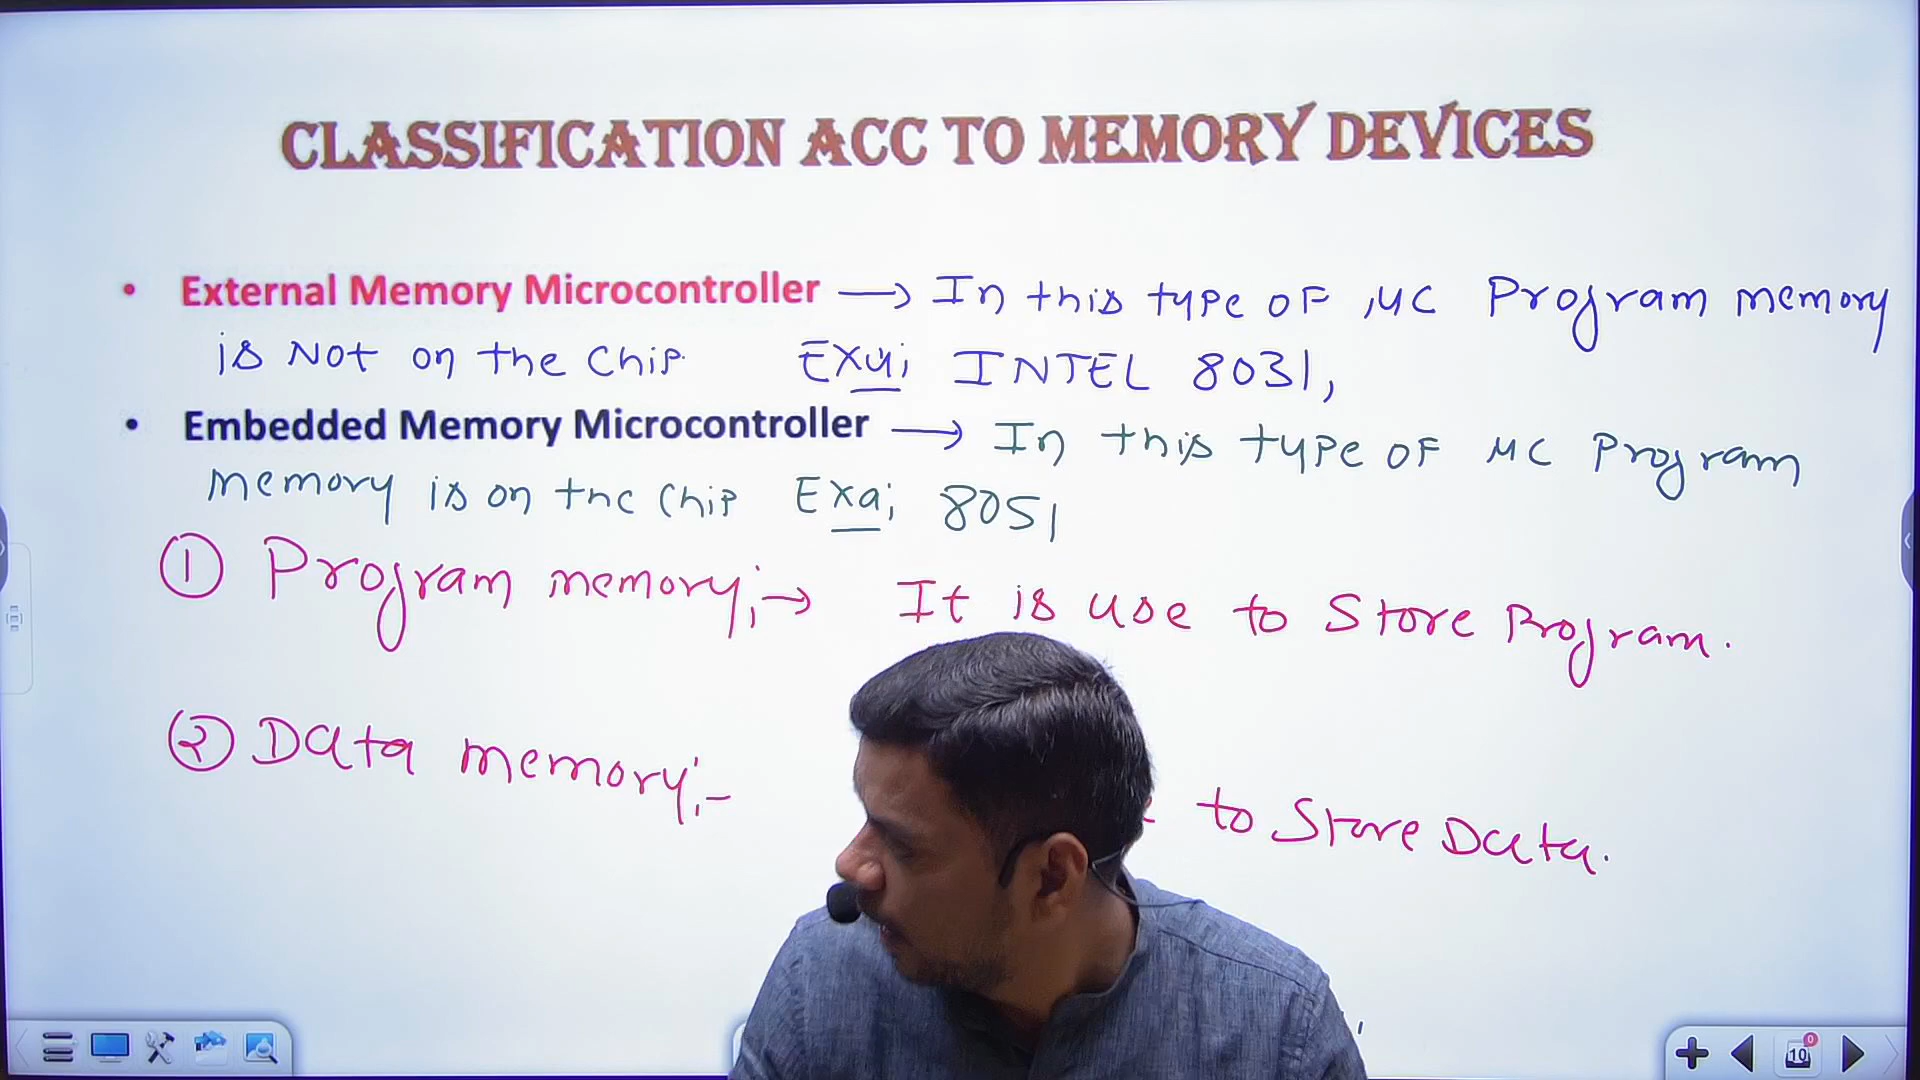 CLASSIFICATION ACC TO MEMORY DEVICES
• External Memory Microcontroller → In this type OF MC Program memory
is Not on the Chip. Exa; INTEL 8031,
• Embedded Memory Microcontroller → In this type OF MC Program
memory is on the Chip Exa; 8051
① Program memory;→ It is use to Store Program.
② Data memory;- to Store Data.
10
0